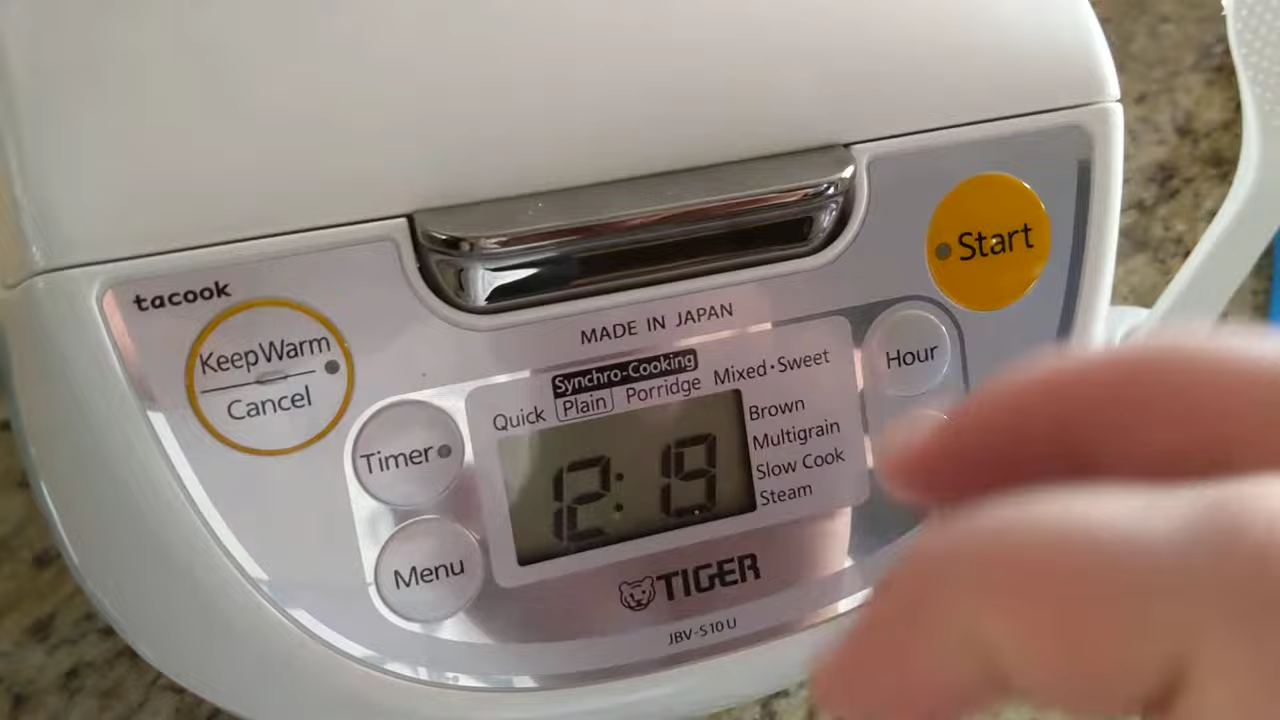 tacook
Keep Warm
Cancel
Timer
Menu
MADE IN JAPAN
Synchro-Cooking
Quick Plain Porridge Mixed·Sweet
Brown
Multigrain
Slow Cook
Steam
TIGER
JBV-S10U
Start
Hour